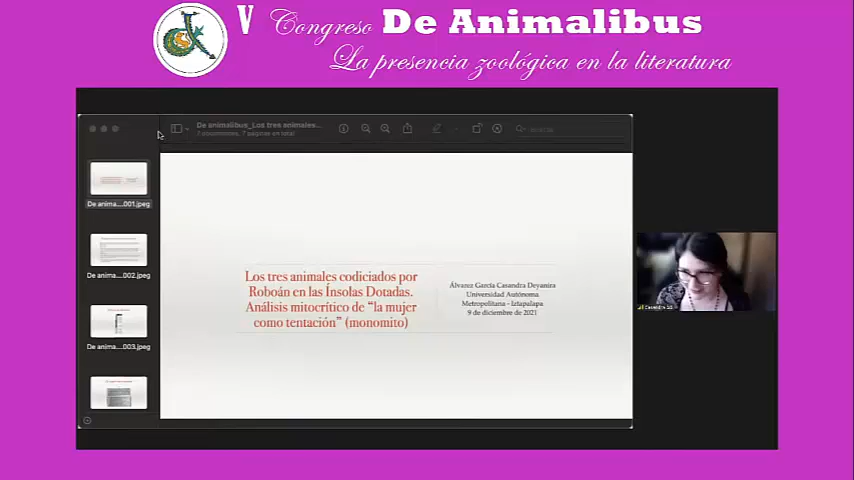 V Congreso De Animalibus
La presencia zoológica en la literatura
De animalibus_Los tres animales...
De anima....001.jpeg
De anima....002.jpeg
De anima....003.jpeg
Los tres animales codiciados por
Roboán en las Ínsolas Dotadas.
Análisis mitocrítico de “la mujer
como tentación” (monomito)
Álvarez García Casandra Deyanira
Universidad Autónoma
Metropolitana - Iztapalapa
9 de diciembre de 2021